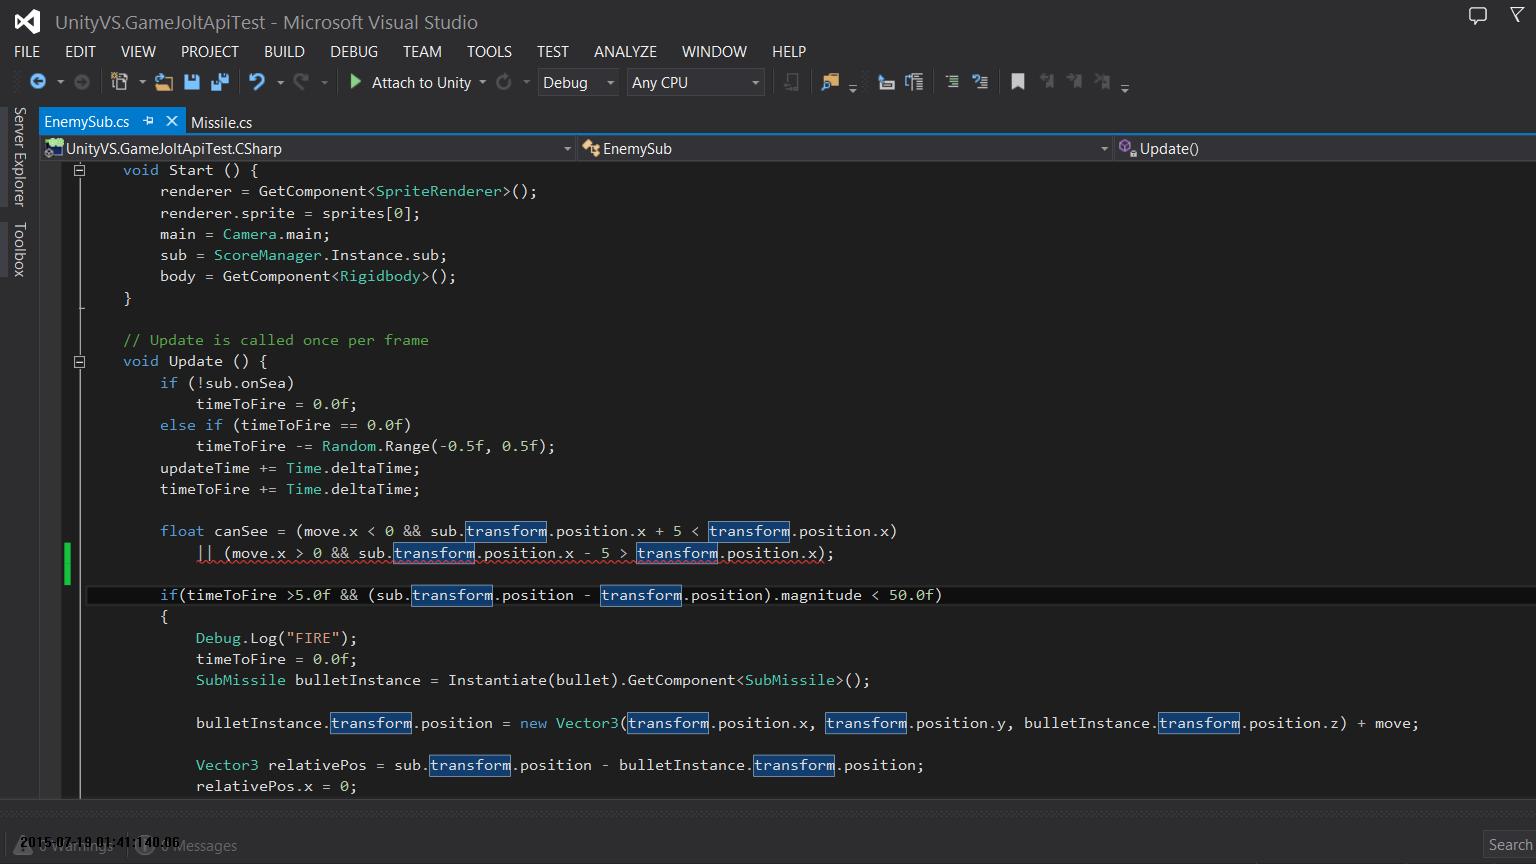 UnityVS.GameJoltApiTest - Microsoft Visual Studio
FILE EDIT VIEW PROJECT BUILD DEBUG TEAM TOOLS TEST ANALYZE WINDOW HELP
Attach to Unity Debug Any CPU
Server Explorer
Toolbox
EnemySub.cs Missile.cs
UnityVS.GameJoltApiTest.CSharp EnemySub Update()
void Start () {
renderer = GetComponent<SpriteRenderer>();
renderer.sprite = sprites[0];
main = Camera.main;
sub = ScoreManager.Instance.sub;
body = GetComponent<Rigidbody>();
}
// Update is called once per frame
void Update () {
if (!sub.onSea)
timeToFire = 0.0f;
else if (timeToFire == 0.0f)
timeToFire -= Random.Range(-0.5f, 0.5f);
updateTime += Time.deltaTime;
timeToFire += Time.deltaTime;
float canSee = (move.x < 0 && sub.transform.position.x + 5 < transform.position.x)
|| (move.x > 0 && sub.transform.position.x - 5 > transform.position.x);
if(timeToFire >5.0f && (sub.transform.position - transform.position).magnitude < 50.0f)
{
Debug.Log("FIRE");
timeToFire = 0.0f;
SubMissile bulletInstance = Instantiate(bullet).GetComponent<SubMissile>();
bulletInstance.transform.position = new Vector3(transform.position.x, transform.position.y, bulletInstance.transform.position.z) + move;
Vector3 relativePos = sub.transform.position - bulletInstance.transform.position;
relativePos.x = 0;
2015-07-19 01:41:140.06
0 Warnings 0 Messages
Search